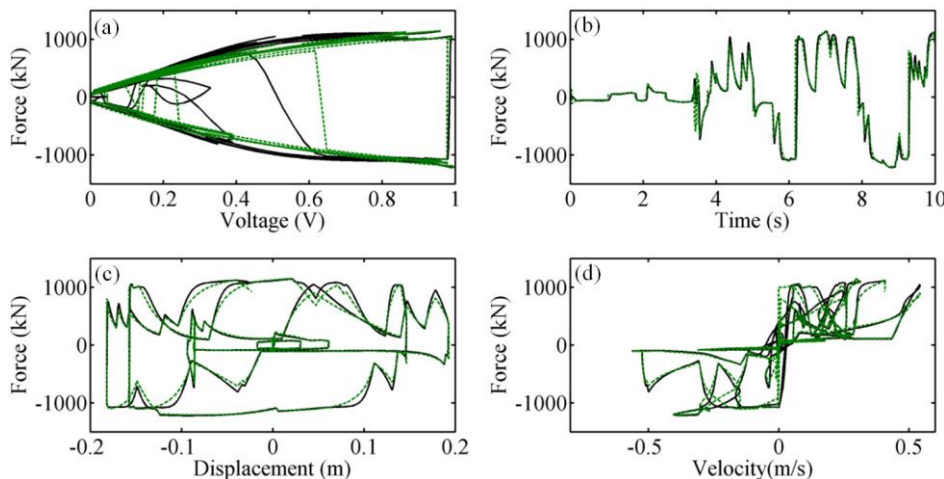 (a)
Force (kN)
1000
0
-1000
0 0.2 0.4 0.6 0.8 1
Voltage (V)
(b)
Force (kN)
1000
0
-1000
0 2 4 6 8 10
Time (s)
(c)
Force (kN)
1000
0
-1000
-0.2 -0.1 0 0.1 0.2
Displacement (m)
(d)
Force (kN)
1000
0
-1000
-0.5 0 0.5
Velocity(m/s)